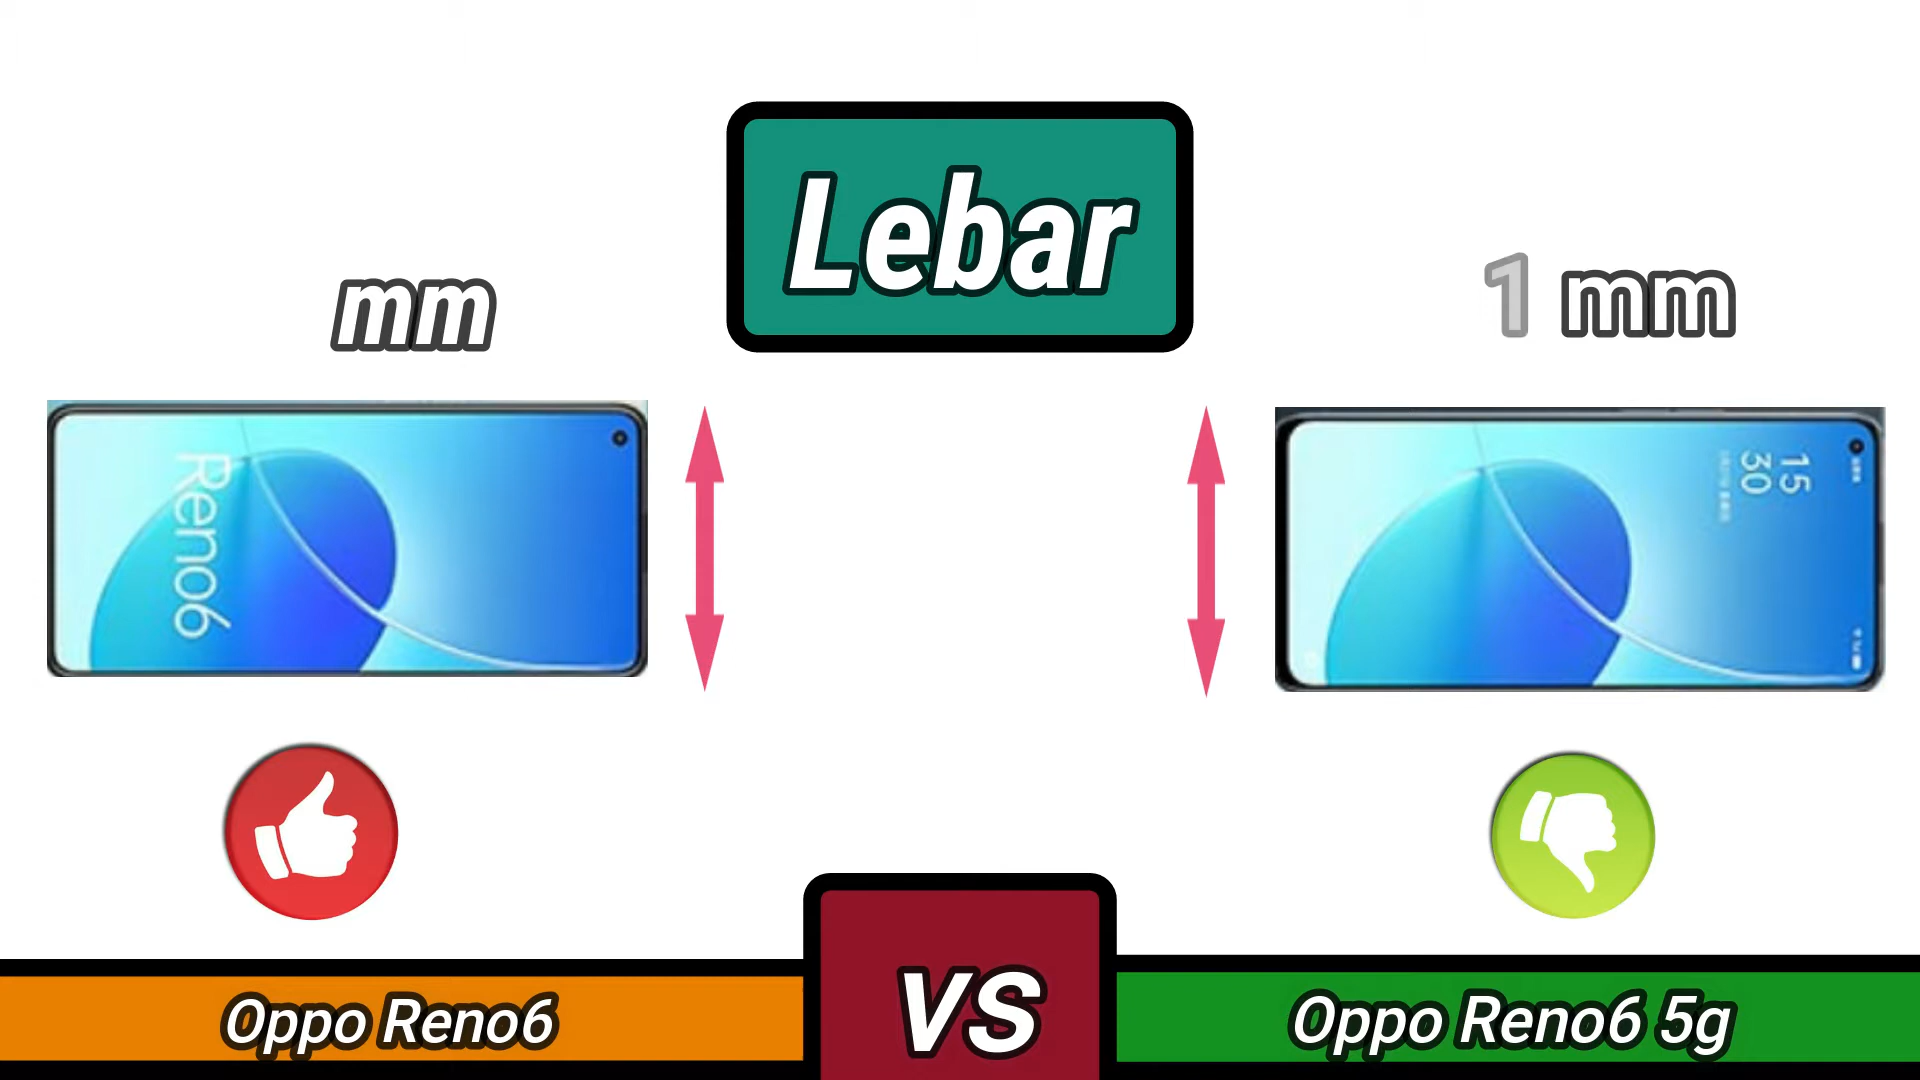 Lebar
mm
1 mm
Reno6
15
30
Oppo Reno6
VS
Oppo Reno6 5g